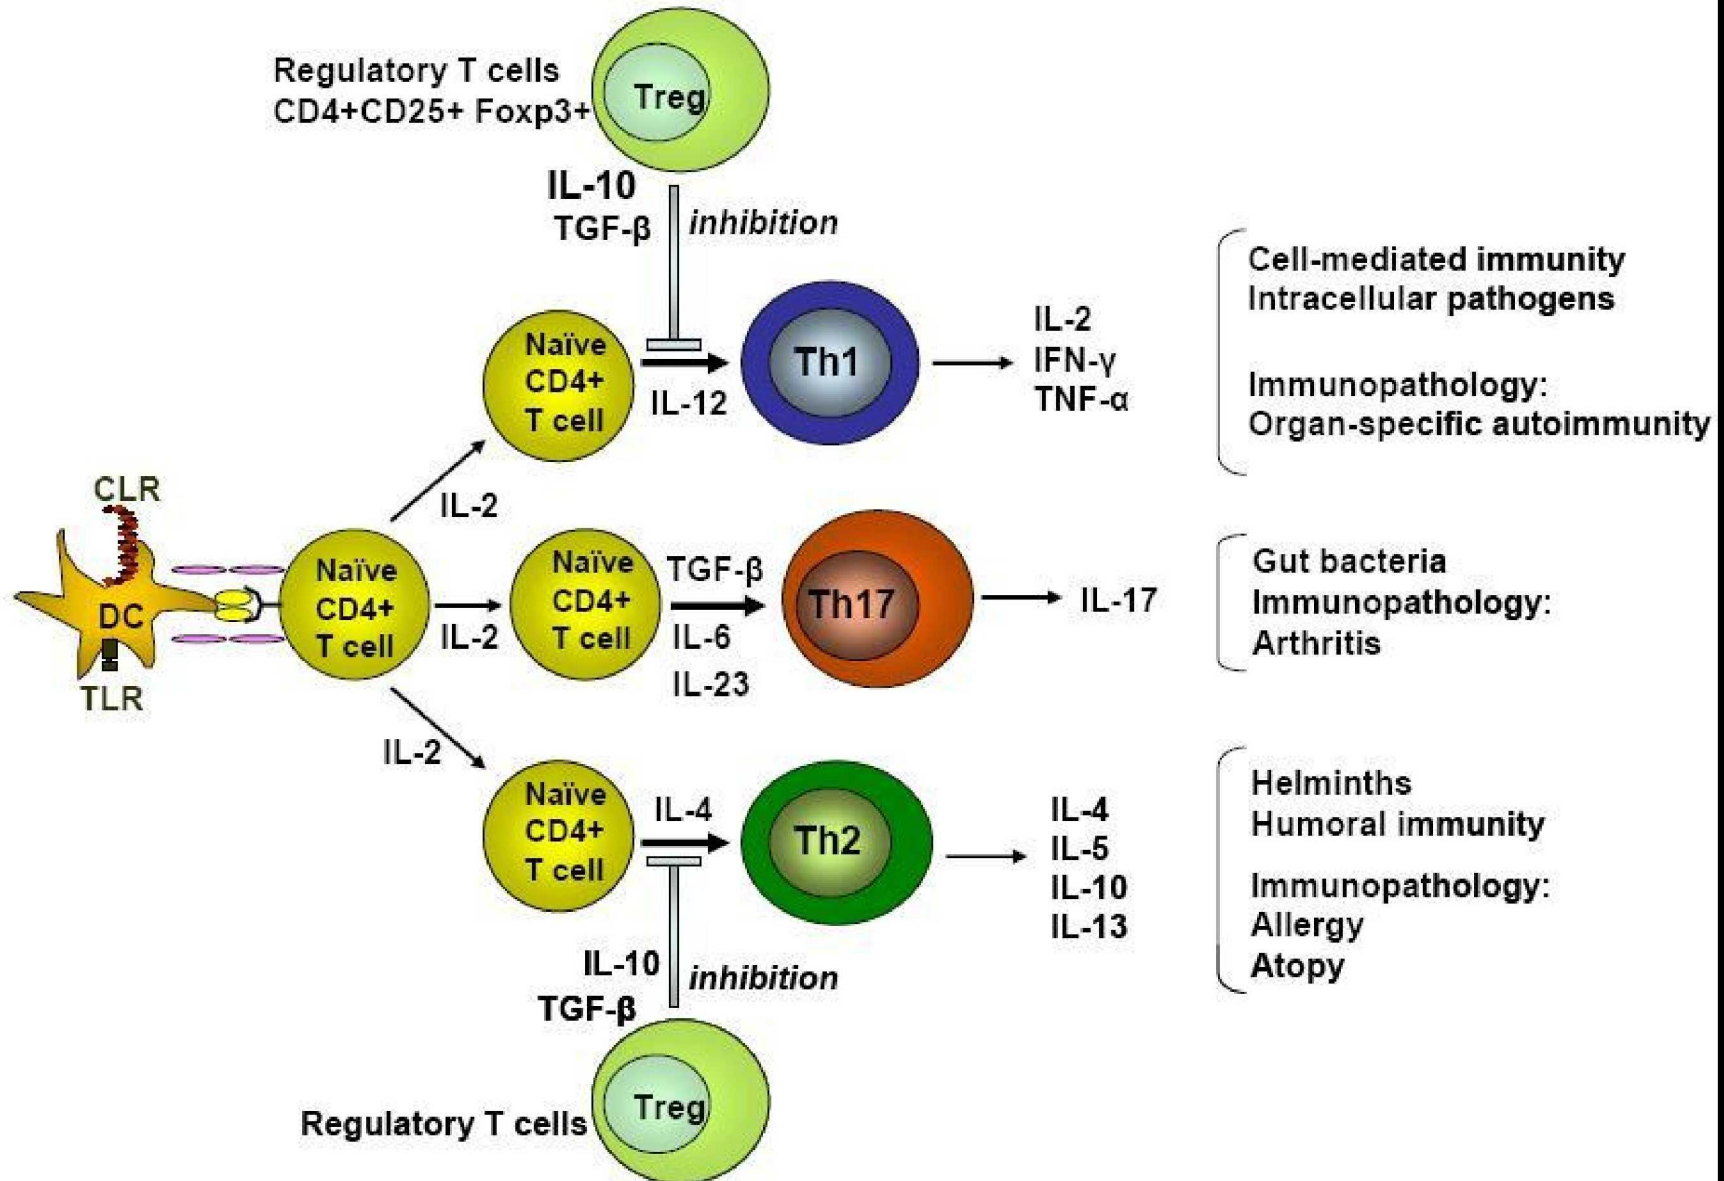 Regulatory T cells
CD4+CD25+ Foxp3+
Treg
IL-10
TGF-β
inhibition
Naïve
CD4+
T cell
IL-12
Th1
IL-2
IFN-γ
TNF-α
Cell-mediated immunity
Intracellular pathogens
Immunopathology:
Organ-specific autoimmunity
CLR
DC
TLR
Naïve
CD4+
T cell
IL-2
IL-2
IL-2
Naïve
CD4+
T cell
TGF-β
IL-6
IL-23
Th17
IL-17
Gut bacteria
Immunopathology:
Arthritis
Naïve
CD4+
T cell
IL-4
Th2
IL-4
IL-5
IL-10
IL-13
Helminths
Humoral immunity
Immunopathology:
Allergy
Atopy
IL-10
TGF-β
inhibition
Regulatory T cells
Treg